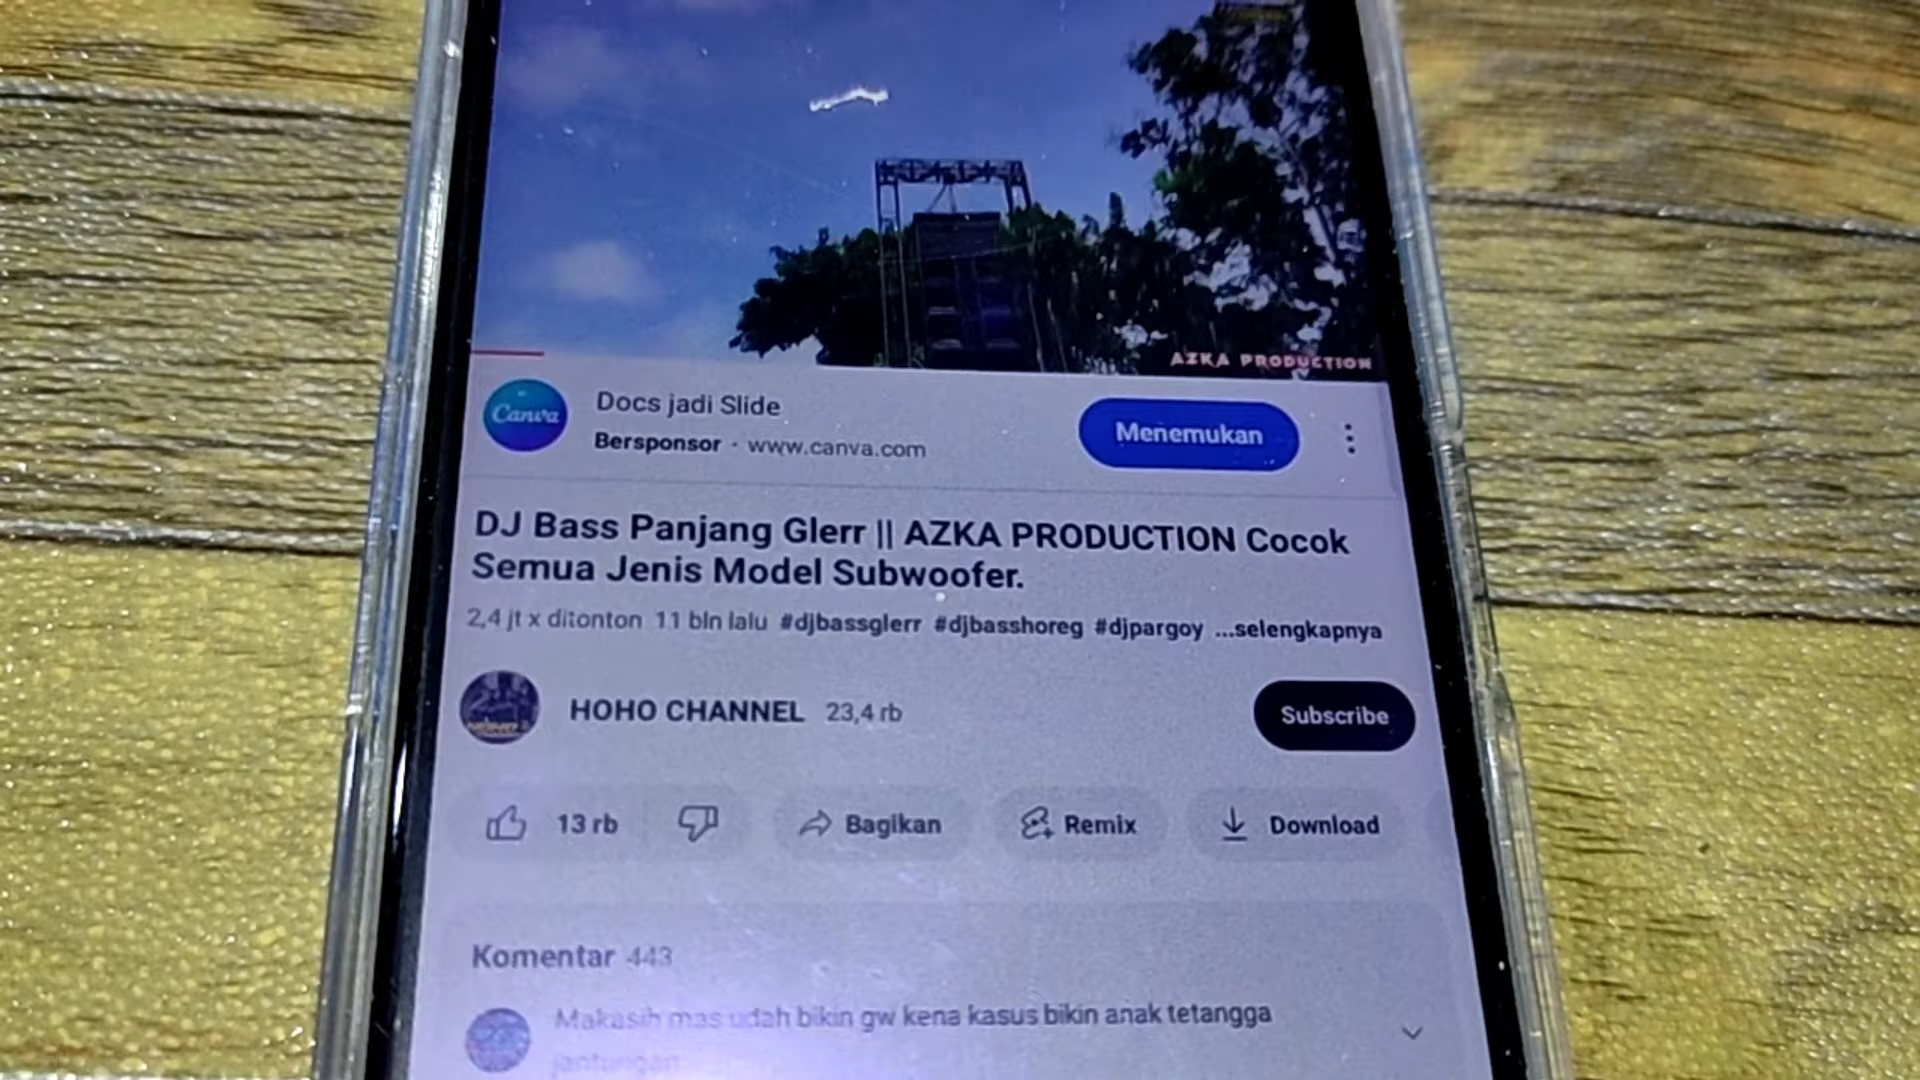 AZKA PRODUCTION
Canva
Docs jadi Slide
Bersponsor · www.canva.com
Menemukan
DJ Bass Panjang Glerr || AZKA PRODUCTION Cocok
Semua Jenis Model Subwoofer.
2,4 jt x ditonton 11 bln lalu #djbassglerr #djbasshoreg #djpargoy ...selengkapnya
HOHO CHANNEL 23,4 rb
Subscribe
13 rb
Bagikan
Remix
Download
Komentar 443
Makasih mas udah bikin gw kena kasus bikin anak tetangga
jantungan